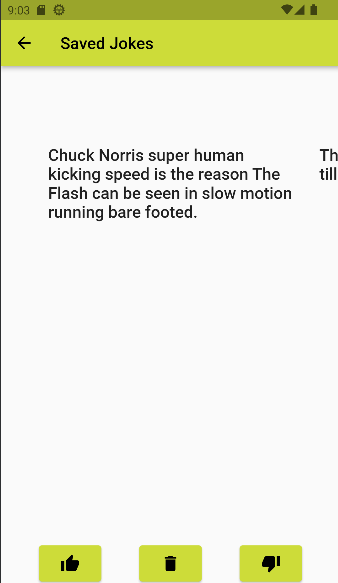 9:03
Saved Jokes
Chuck Norris super human
kicking speed is the reason The
Flash can be seen in slow motion
running bare footed.
Th
till